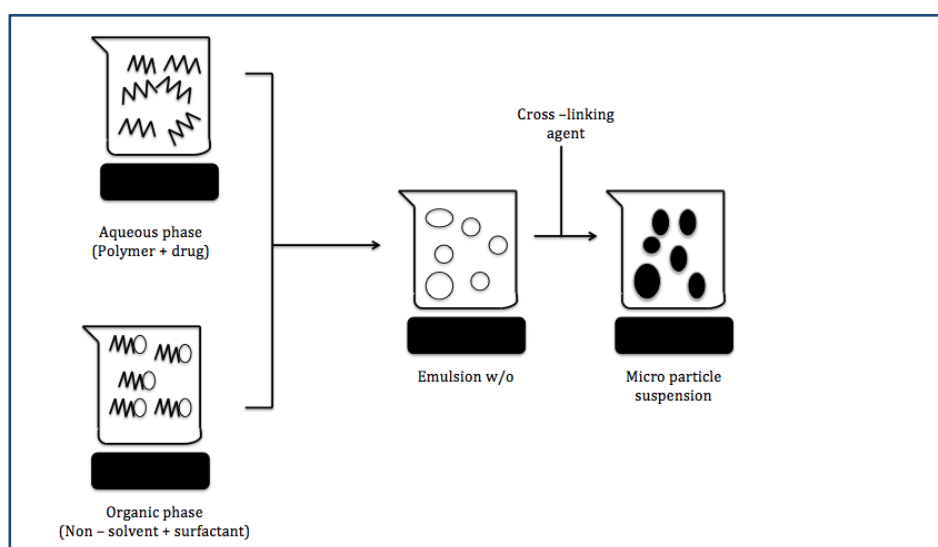 Aqueous phase
(Polymer + drug)
Organic phase
(Non – solvent + surfactant)
Emulsion w/o
Cross –linking
agent
Micro particle
suspension